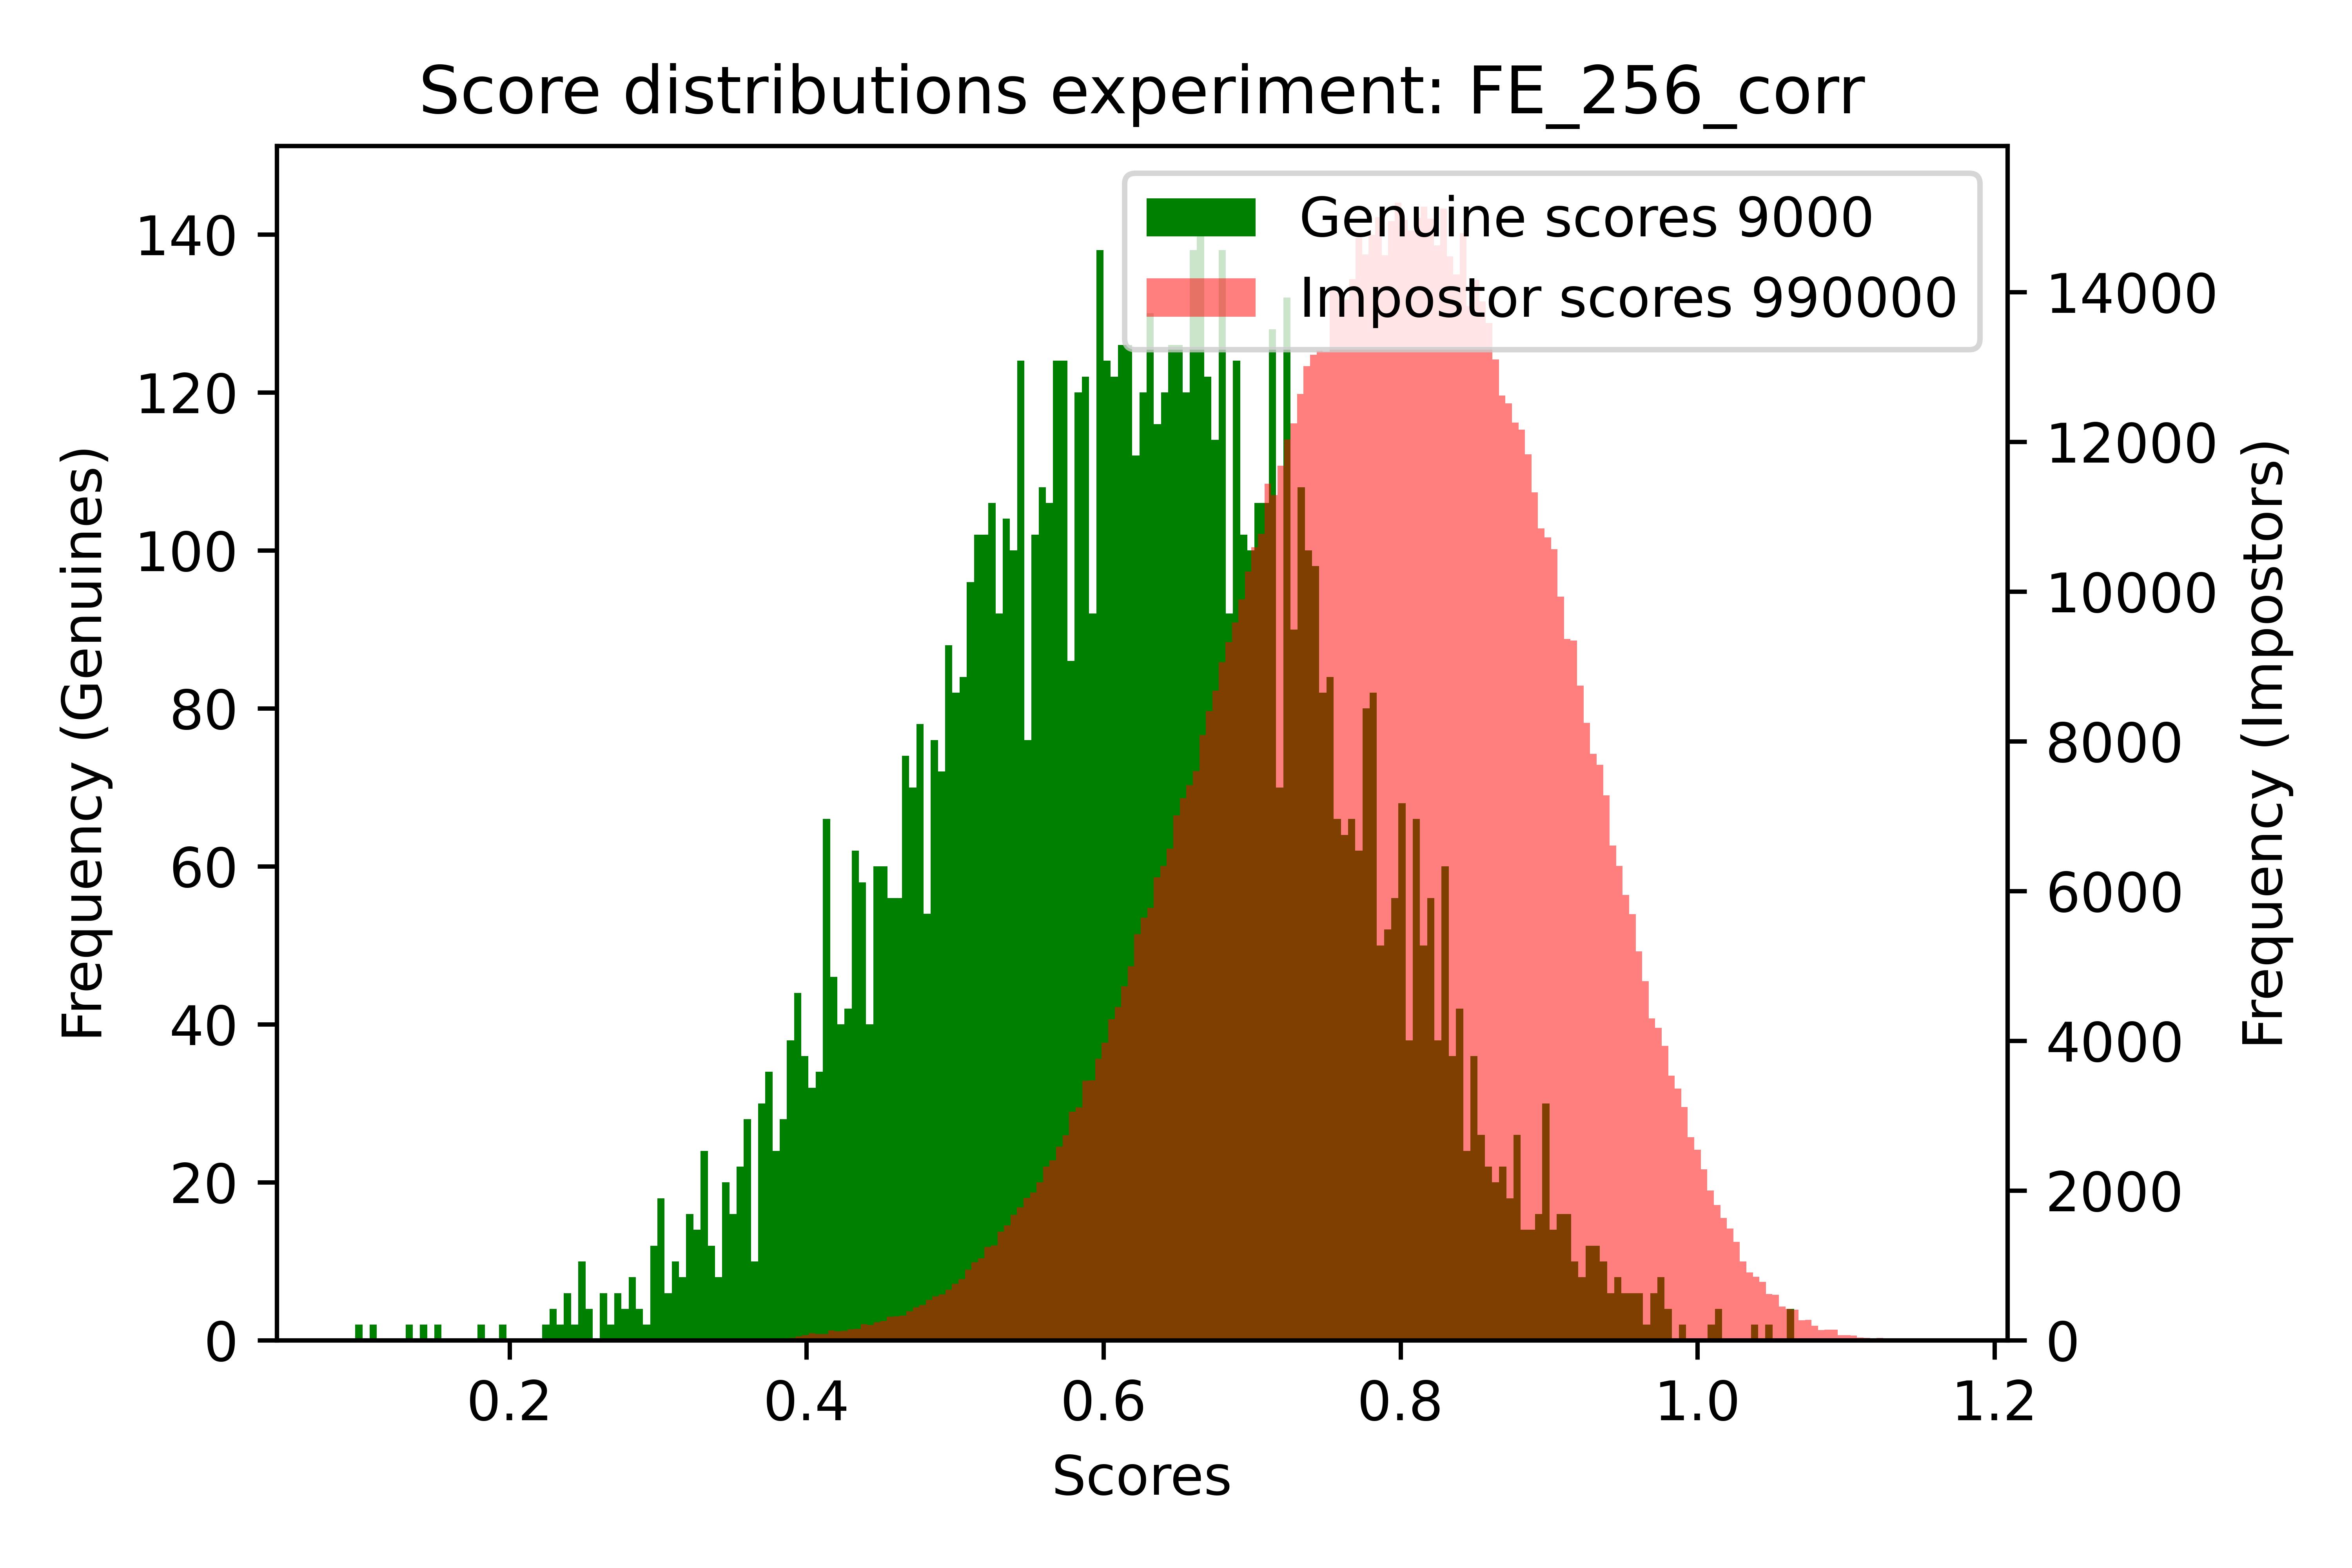 Score distributions experiment: FE_256_corr
Genuine scores 9000
Impostor scores 990000
Frequency (Genuines)
140
120
100
80
60
40
20
0
14000
12000
10000
8000
6000
4000
2000
0
Frequency (Impostors)
0.2 0.4 0.6 0.8 1.0 1.2
Scores